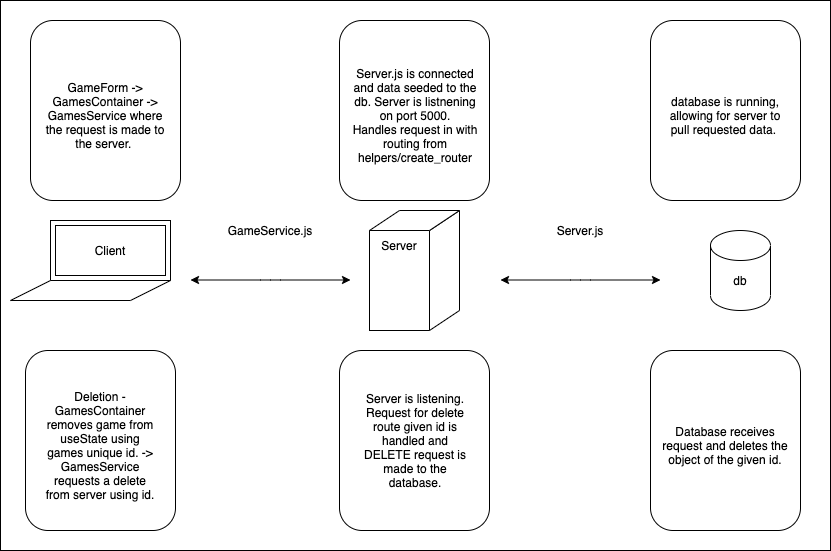 GameForm ->
GamesContainer ->
GamesService where
the request is made to
the server.
Server.js is connected
and data seeded to the
db. Server is listnening
on port 5000.
Handles request in with
routing from
helpers/create_router
database is running,
allowing for server to
pull requested data.
Client
GameService.js
Server
Server.js
db
Deletion -
GamesContainer
removes game from
useState using
games unique id. ->
GamesService
requests a delete
from server using id.
Server is listening.
Request for delete
route given id is
handled and
DELETE request is
made to the
database.
Database receives
request and deletes the
object of the given id.